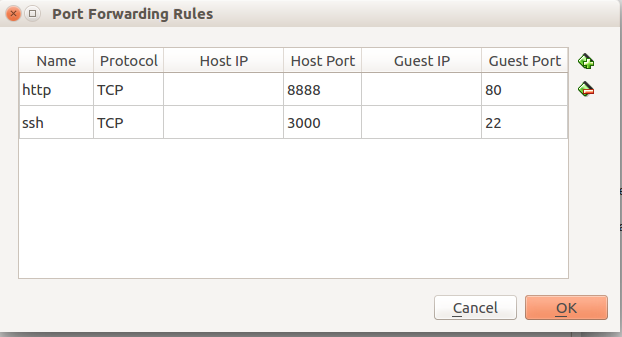 Port Forwarding Rules
Name Protocol Host IP Host Port Guest IP Guest Port
http TCP 8888 80
ssh TCP 3000 22
Cancel OK